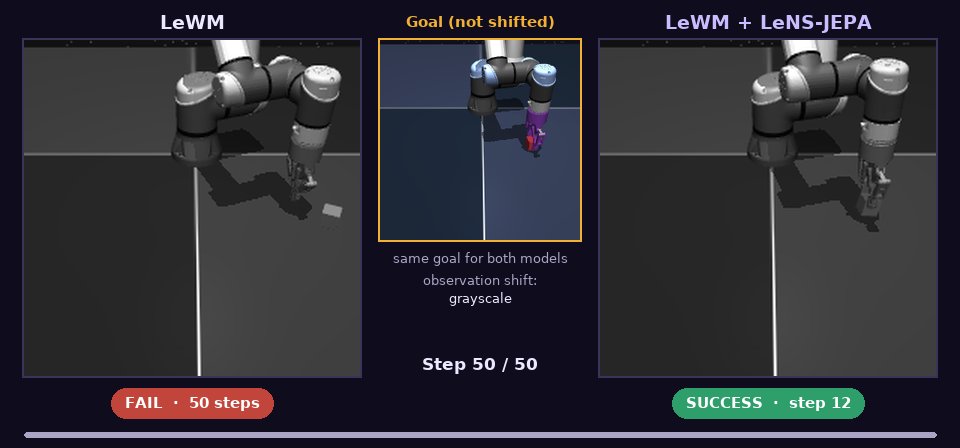 LeWM
Goal (not shifted)
LeWM + LeNS-JEPA
same goal for both models
observation shift:
grayscale
Step 50 / 50
FAIL · 50 steps
SUCCESS · step 12